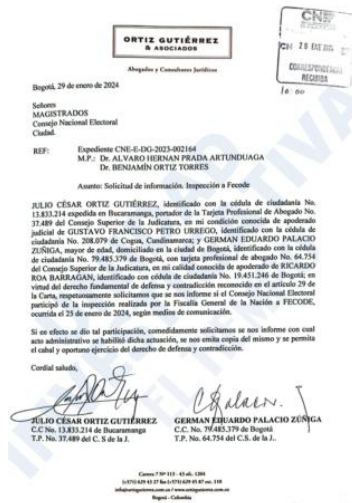 ORTIZ GUTIÉRREZ
& ASOCIADOS
Abogados y Consultores Jurídicos
CNE
CORRESPONDENCIA
RECIBIDA
10:00
Bogotá, 29 de enero de 2024
Señores
MAGISTRADOS
Consejo Nacional Electoral
Ciudad.
REF: Expediente CNE-E-DG-2023-002164
M.P.: Dr. ALVARO HERNAN PRADA ARTUNDUAGA
Dr. BENJAMÍN ORTIZ TORRES
Asunto: Solicitud de información. Inspección a Fecode
JULIO CÉSAR ORTIZ GUTIÉRREZ, identificado con la cédula de ciudadanía No.
13.833.214 expedida en Bucaramanga, portador de la Tarjeta Profesional de Abogado No.
37.489 del Consejo Superior de la Judicatura, en mi condición conocida de apoderado
judicial de GUSTAVO FRANCISCO PETRO URREGO, identificado con la cédula de
ciudadanía No. 208.079 de Cogua, Cundinamarca; y GERMAN EDUARDO PALACIO
ZÚÑIGA, mayor de edad, domiciliado en la ciudad de Bogotá, identificado con la cédula
de ciudadanía No. 79.485.379 de Bogotá, con tarjeta profesional de abogado No. 64.754
del Consejo Superior de la Judicatura, en mi calidad conocida de apoderado de RICARDO
ROA BARRAGAN, identificado con cédula de ciudadanía No. 19.451.246 de Bogotá; en
virtud del derecho fundamental de defensa y contradicción reconocido en el artículo 29 de
la Carta, respetuosamente solicitamos que se nos informe si el Consejo Nacional Electoral
participó de la inspección realizada por la Fiscalía General de la Nación a FECODE,
ocurrida el 25 de enero de 2024, según medios de comunicación.
Si en efecto se dio tal participación, comedidamente solicitamos se nos informe con cual
acto administrativo se habilitó dicha actuación, se nos emita copia del mismo y se permita
el cabal y oportuno ejercicio del derecho de defensa y contradicción.
Cordial saludo,
JULIO CÉSAR ORTIZ GUTIÉRREZ GERMAN EDUARDO PALACIO ZÚÑIGA
C.C No. 13.833.214 de Bucaramanga C.C. No. 79.485.379 de Bogotá
T.P. No. 37.489 del C. S de la J. T.P. No. 64.754 del C.S. de la J..
Bogotá - Colombia